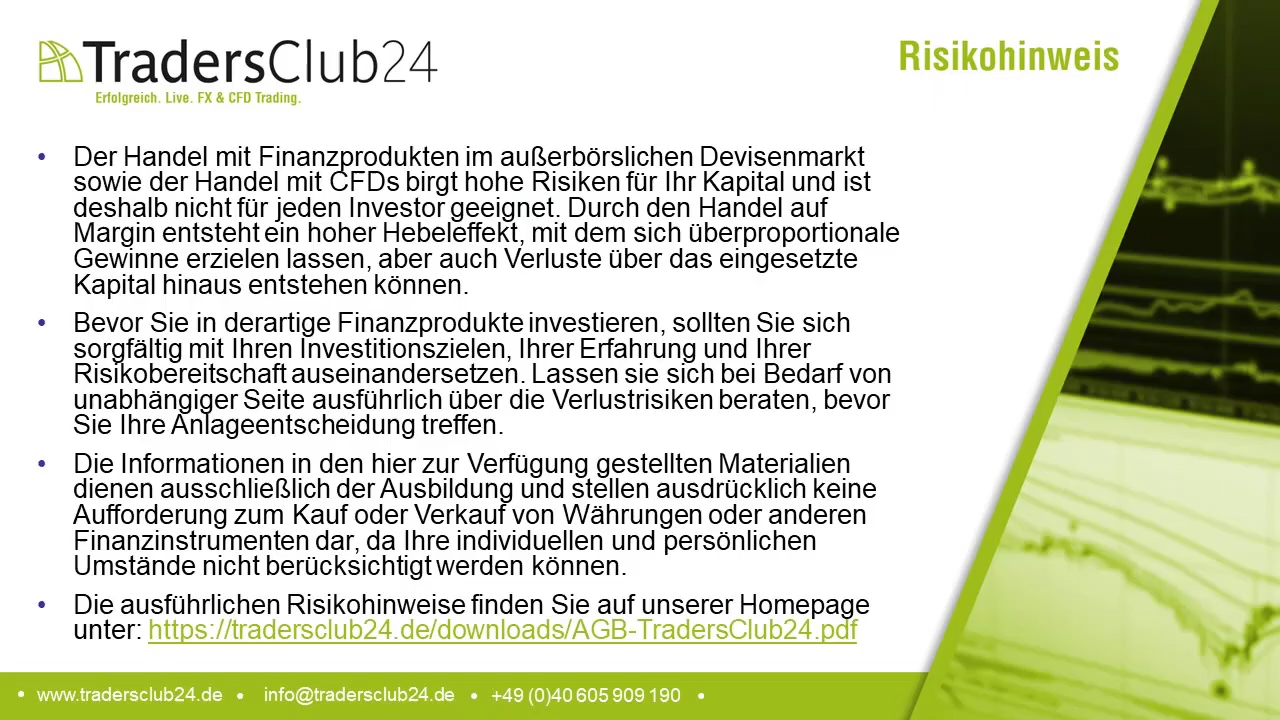 TradersClub24
Erfolgreich. Live. FX & CFD Trading.
Risikohinweis
• Der Handel mit Finanzprodukten im außerbörslichen Devisenmarkt
sowie der Handel mit CFDs birgt hohe Risiken für Ihr Kapital und ist
deshalb nicht für jeden Investor geeignet. Durch den Handel auf
Margin entsteht ein hoher Hebeleffekt, mit dem sich überproportionale
Gewinne erzielen lassen, aber auch Verluste über das eingesetzte
Kapital hinaus entstehen können.
• Bevor Sie in derartige Finanzprodukte investieren, sollten Sie sich
sorgfältig mit Ihren Investitionszielen, Ihrer Erfahrung und Ihrer
Risikobereitschaft auseinandersetzen. Lassen sie sich bei Bedarf von
unabhängiger Seite ausführlich über die Verlustrisiken beraten, bevor
Sie Ihre Anlageentscheidung treffen.
• Die Informationen in den hier zur Verfügung gestellten Materialien
dienen ausschließlich der Ausbildung und stellen ausdrücklich keine
Aufforderung zum Kauf oder Verkauf von Währungen oder anderen
Finanzinstrumenten dar, da Ihre individuellen und persönlichen
Umstände nicht berücksichtigt werden können.
• Die ausführlichen Risikohinweise finden Sie auf unserer Homepage
unter: https://tradersclub24.de/downloads/AGB-TradersClub24.pdf
• www.tradersclub24.de • info@tradersclub24.de • +49 (0)40 605 909 190 •